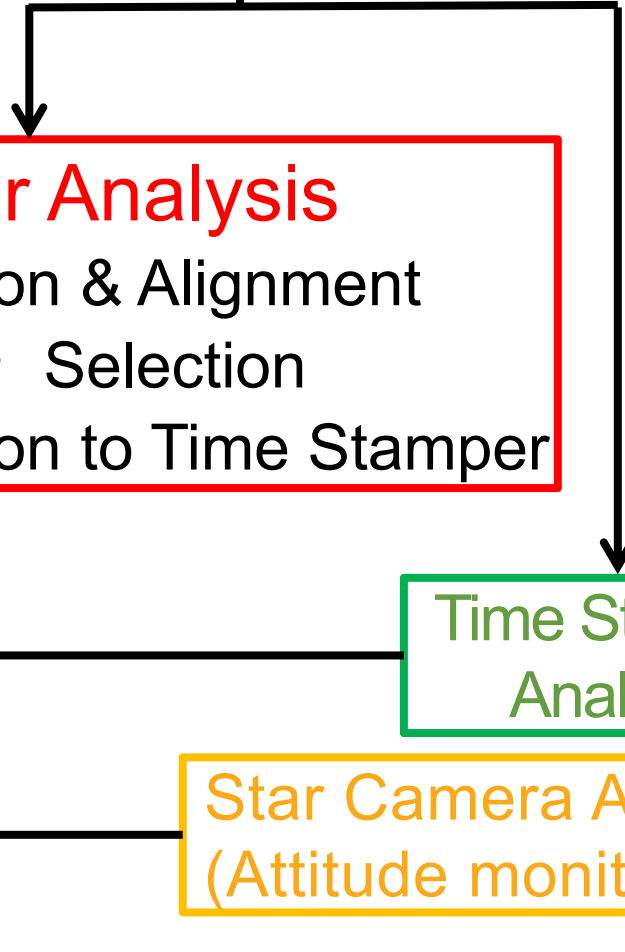 r Analysis
on & Alignment
Selection
on to Time Stamper
Time St
Anal
Star Camera A
(Attitude monit